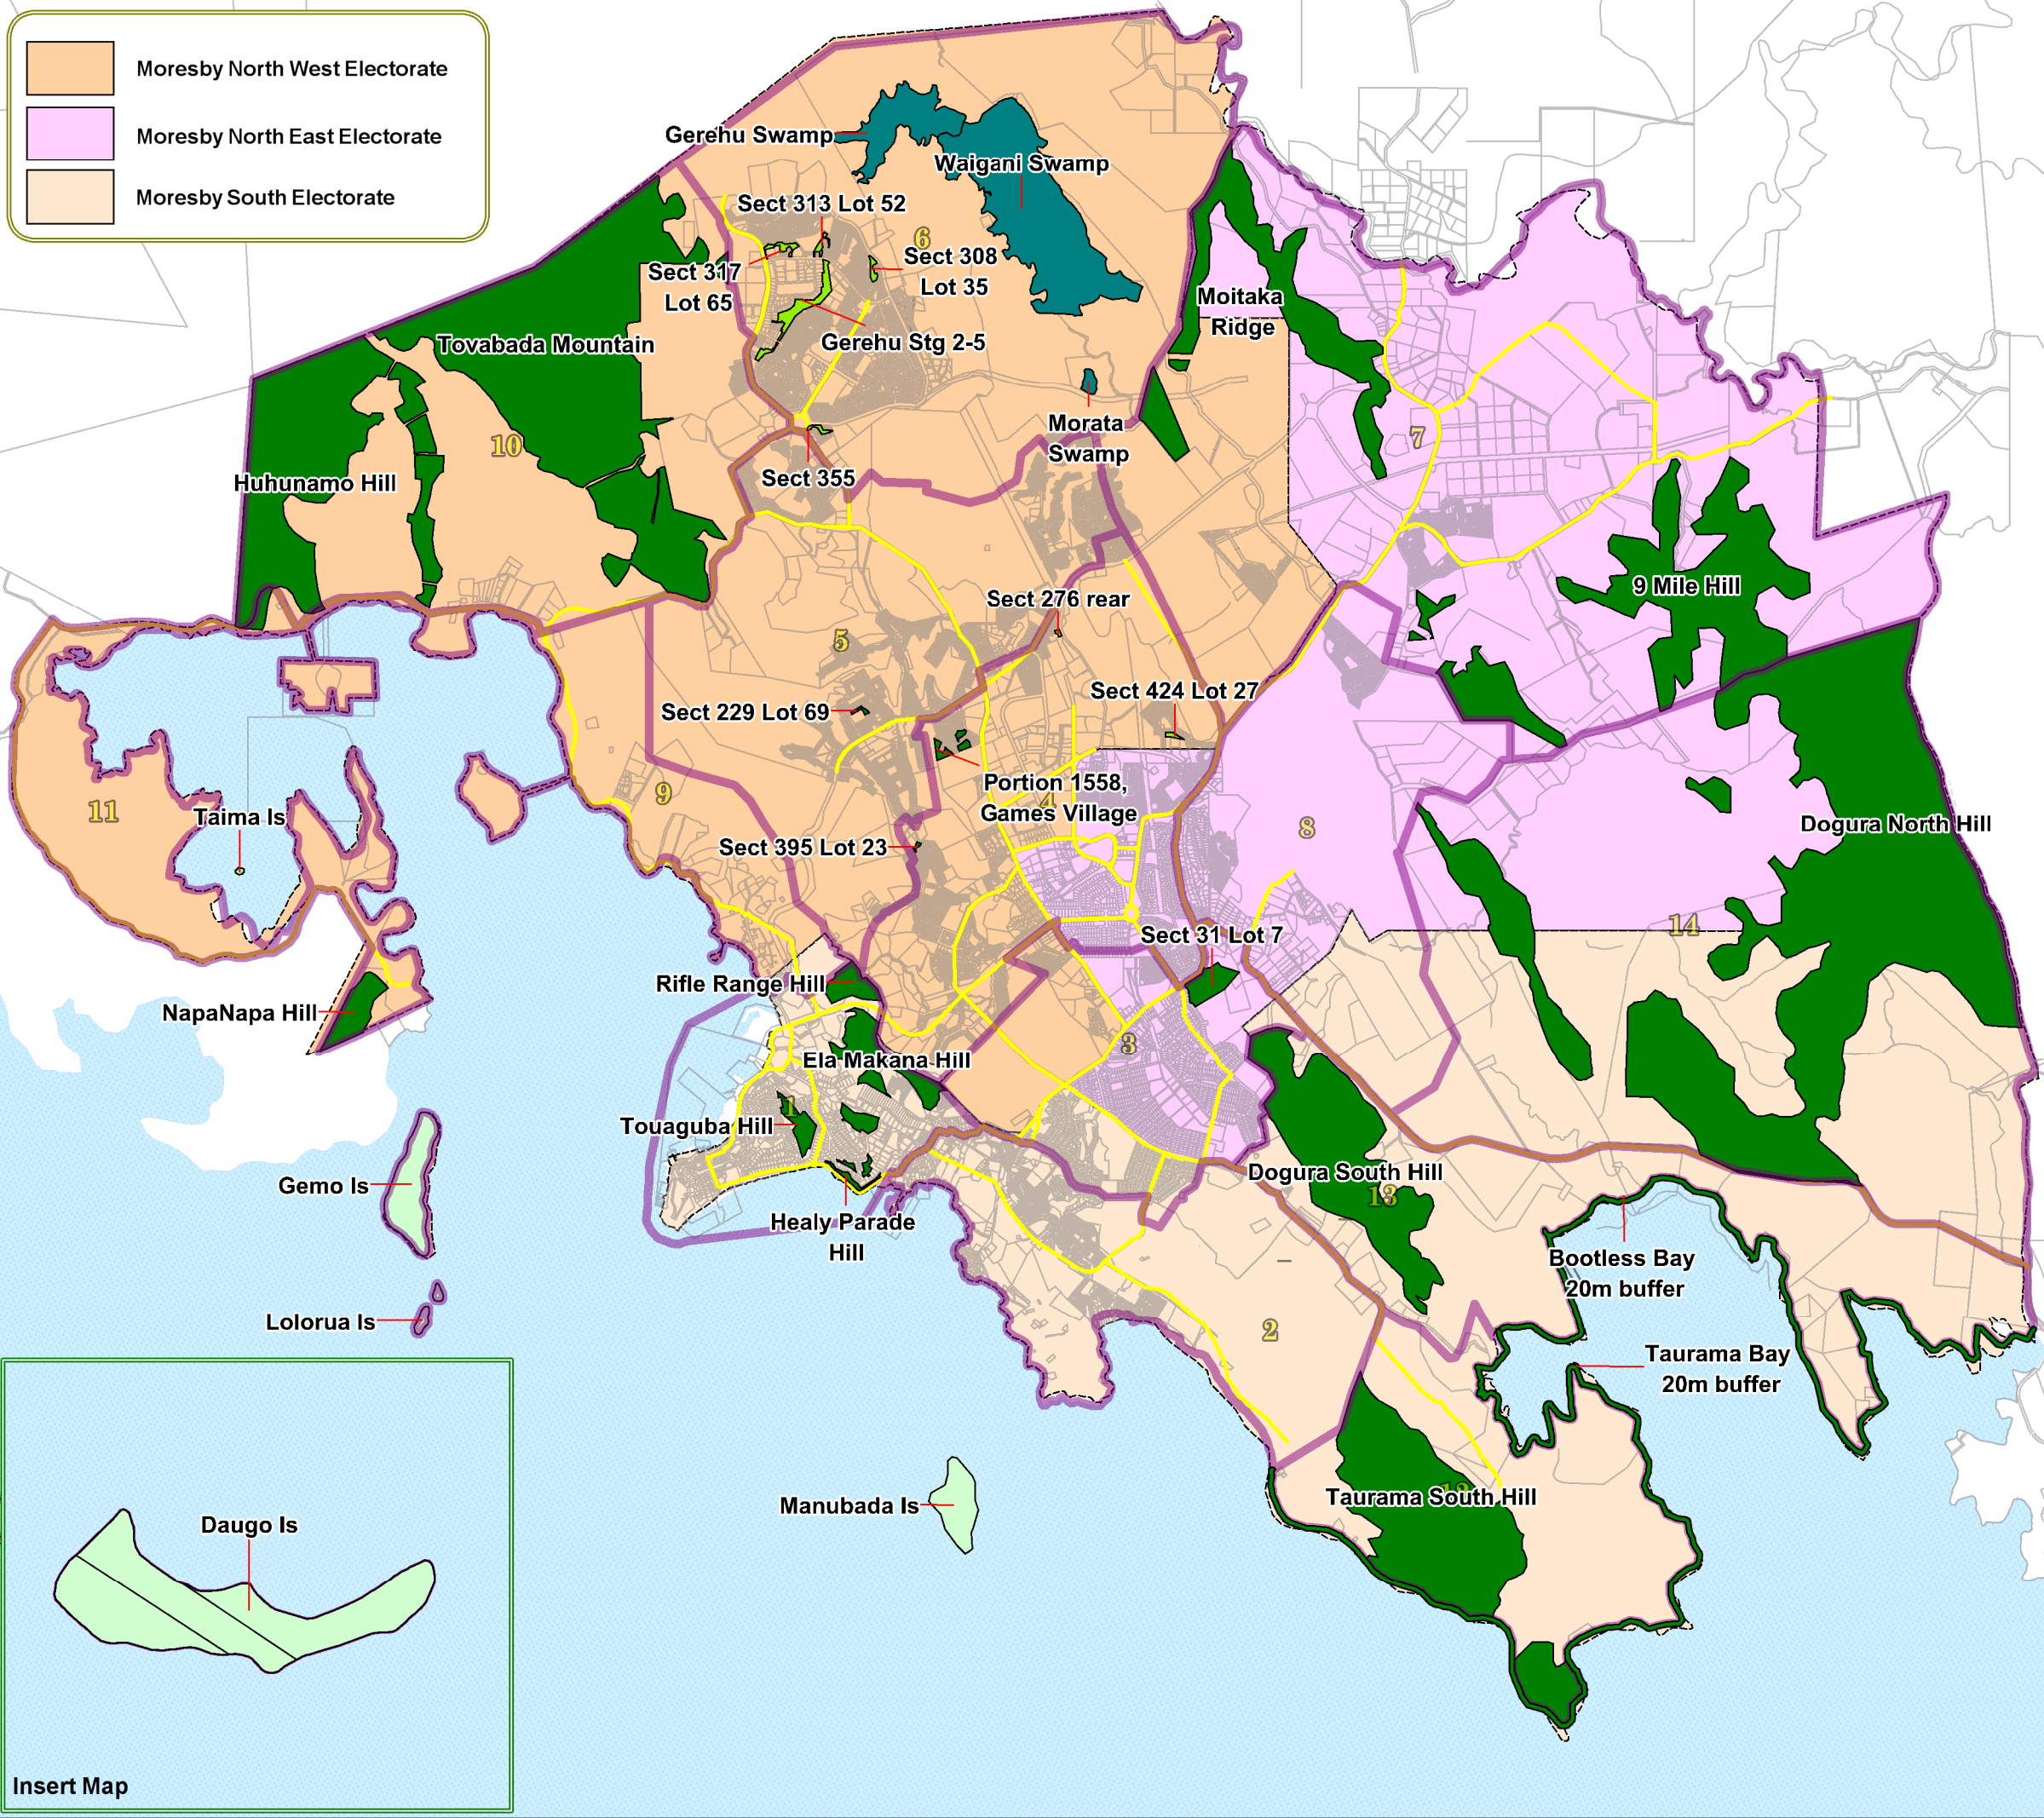 Moresby North West Electorate
Moresby North East Electorate
Moresby South Electorate
Gerehu Swamp
Waigani Swamp
Sect 313 Lot 52
6
Sect 308
Lot 35
Sect 317
Lot 65
Moitaka
Ridge
Gerehu Stg 2-5
Tovabada Mountain
Morata
Swamp
7
10
Huhunamo Hill
Sect 355
9 Mile Hill
Sect 276 rear
5
Sect 424 Lot 27
Sect 229 Lot 69
Portion 1558,
Games Village
4
9
11
Taima Is
8
Dogura North Hill
Sect 395 Lot 23
14
Sect 31 Lot 7
Rifle Range Hill
NapaNapa Hill
3
Ela Makana Hill
1
Touaguba Hill
Dogura South Hill
13
Gemo Is
Healy Parade
Hill
Bootless Bay
20m buffer
Lolorua Is
2
Taurama Bay
20m buffer
12
Taurama South Hill
Manubada Is
Daugo Is
Insert Map